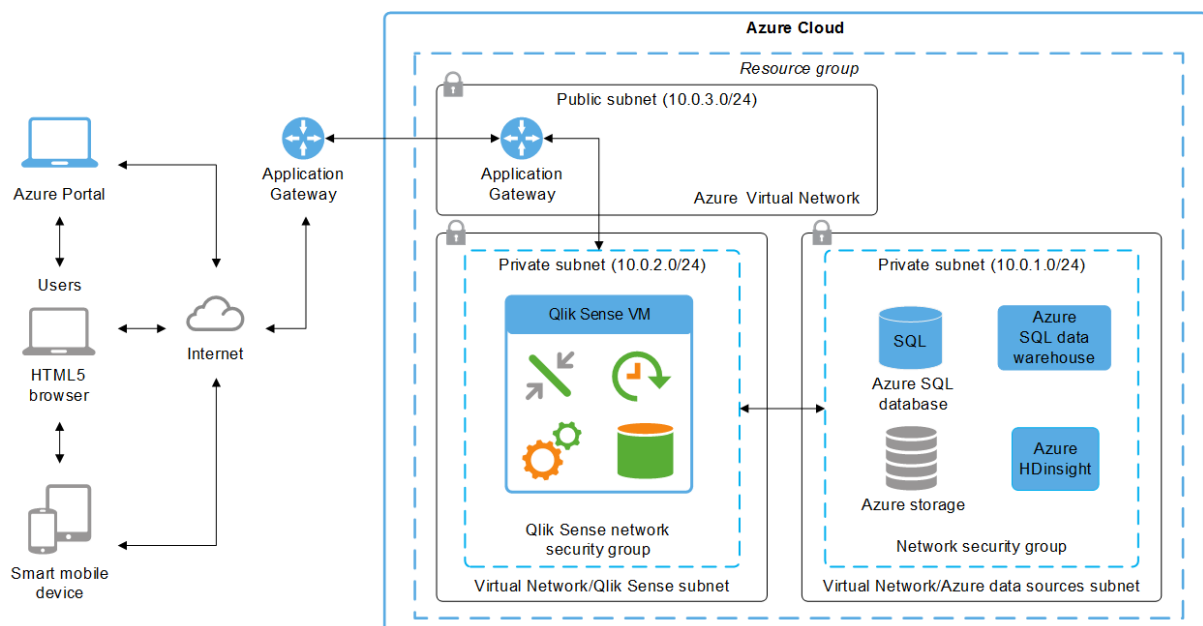 Azure Cloud
Resource group
Public subnet (10.0.3.0/24)
Application
Gateway
Azure Virtual Network
Application
Gateway
Azure Portal
Users
HTML5
browser
Internet
Smart mobile
device
Private subnet (10.0.2.0/24)
Qlik Sense VM
Qlik Sense network
security group
Virtual Network/Qlik Sense subnet
Private subnet (10.0.1.0/24)
SQL
Azure SQL
database
Azure
SQL data
warehouse
Azure storage
Azure
HDinsight
Network security group
Virtual Network/Azure data sources subnet